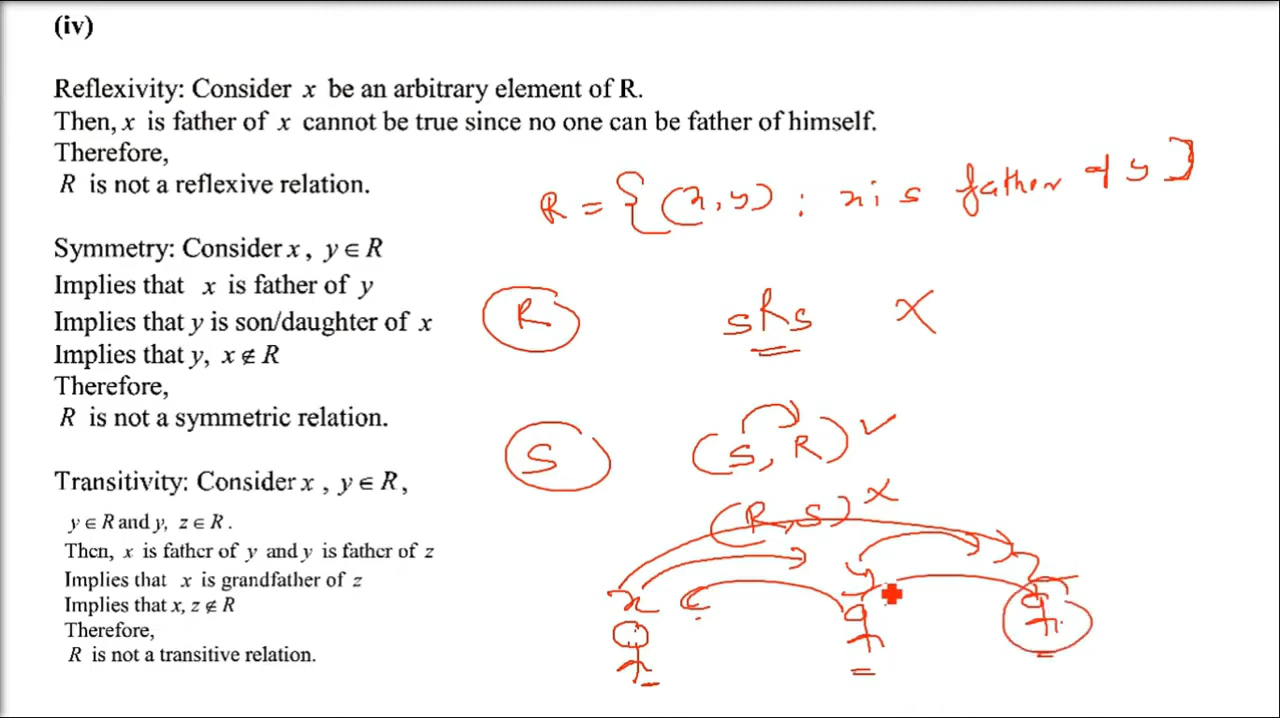 (iv)
Reflexivity: Consider x be an arbitrary element of R.
Then, x is father of x cannot be true since no one can be father of himself.
Therefore,
R is not a reflexive relation.
R = {(x, y) : x is father of y}
Symmetry: Consider x , y ∈ R
Implies that x is father of y
Implies that y is son/daughter of x
Implies that y, x ∉ R
Therefore,
R is not a symmetric relation.
R sRs X
S (S, R) ✓
(R, S) X
Transitivity: Consider x , y ∈ R ,
y ∈ R and y, z ∈ R .
Then, x is father of y and y is father of z
Implies that x is grandfather of z
Implies that x, z ∉ R
Therefore,
R is not a transitive relation.
x y z